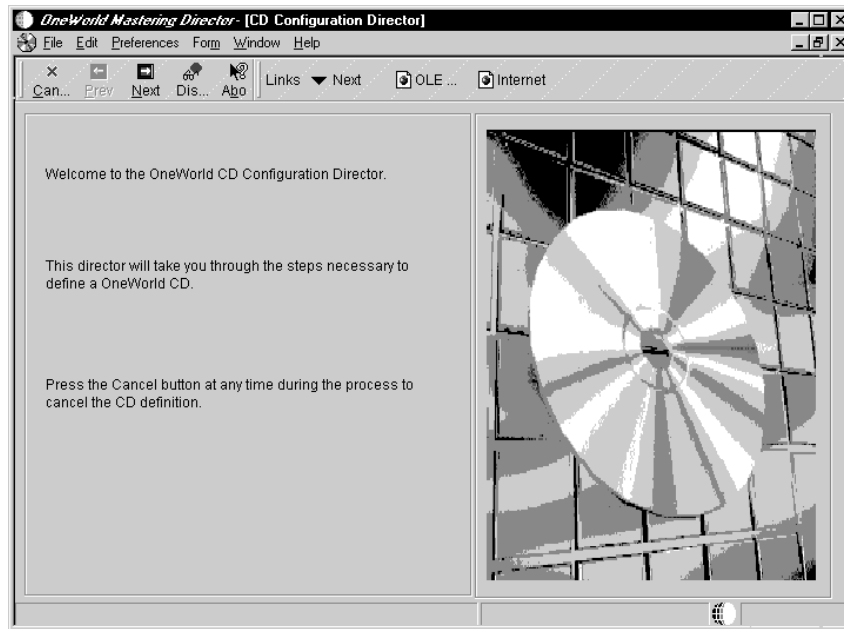 OneWorld Mastering Director - [CD Configuration Director]
File Edit Preferences Form Window Help
Can... Prev Next Dis... Abo Links Next OLE ... Internet
Welcome to the OneWorld CD Configuration Director.
This director will take you through the steps necessary to
define a OneWorld CD.
Press the Cancel button at any time during the process to
cancel the CD definition.